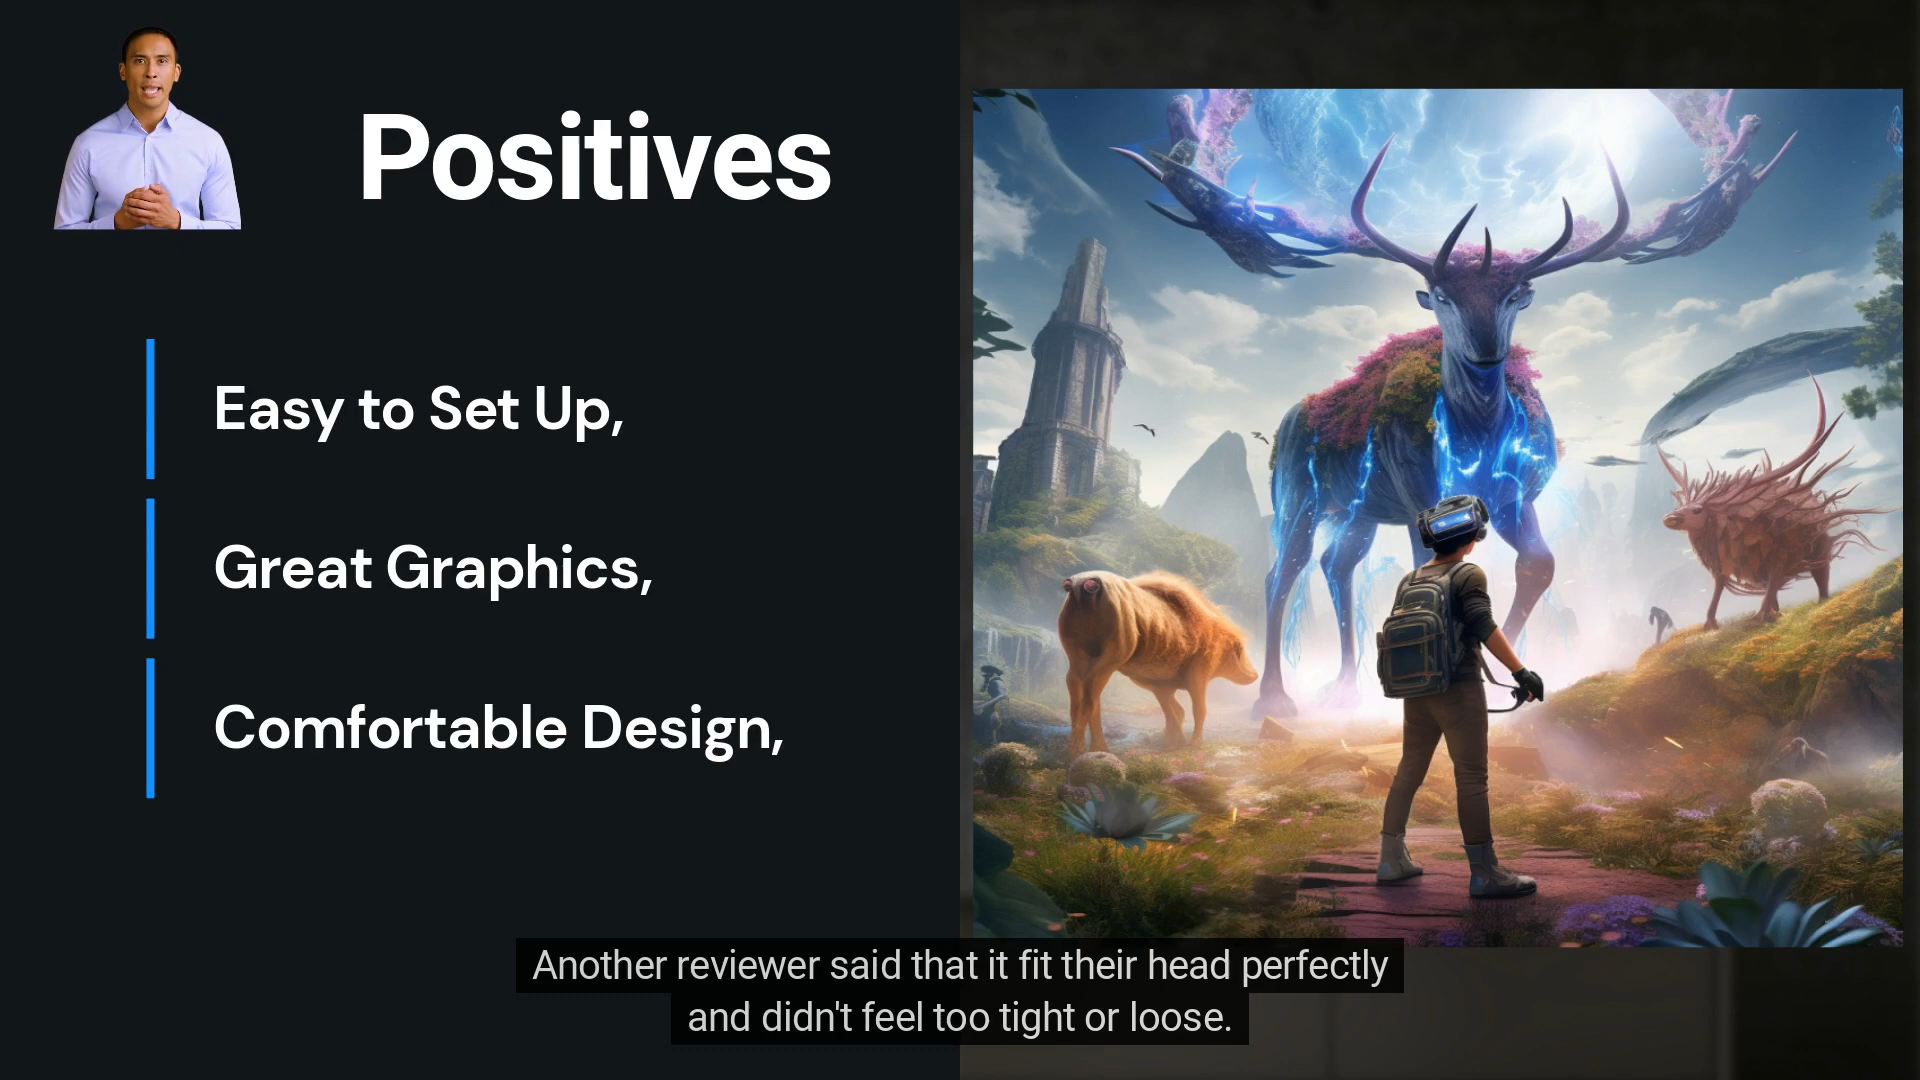 Positives
Easy to Set Up,
Great Graphics,
Comfortable Design,
Another reviewer said that it fit their head perfectly
and didn't feel too tight or loose.